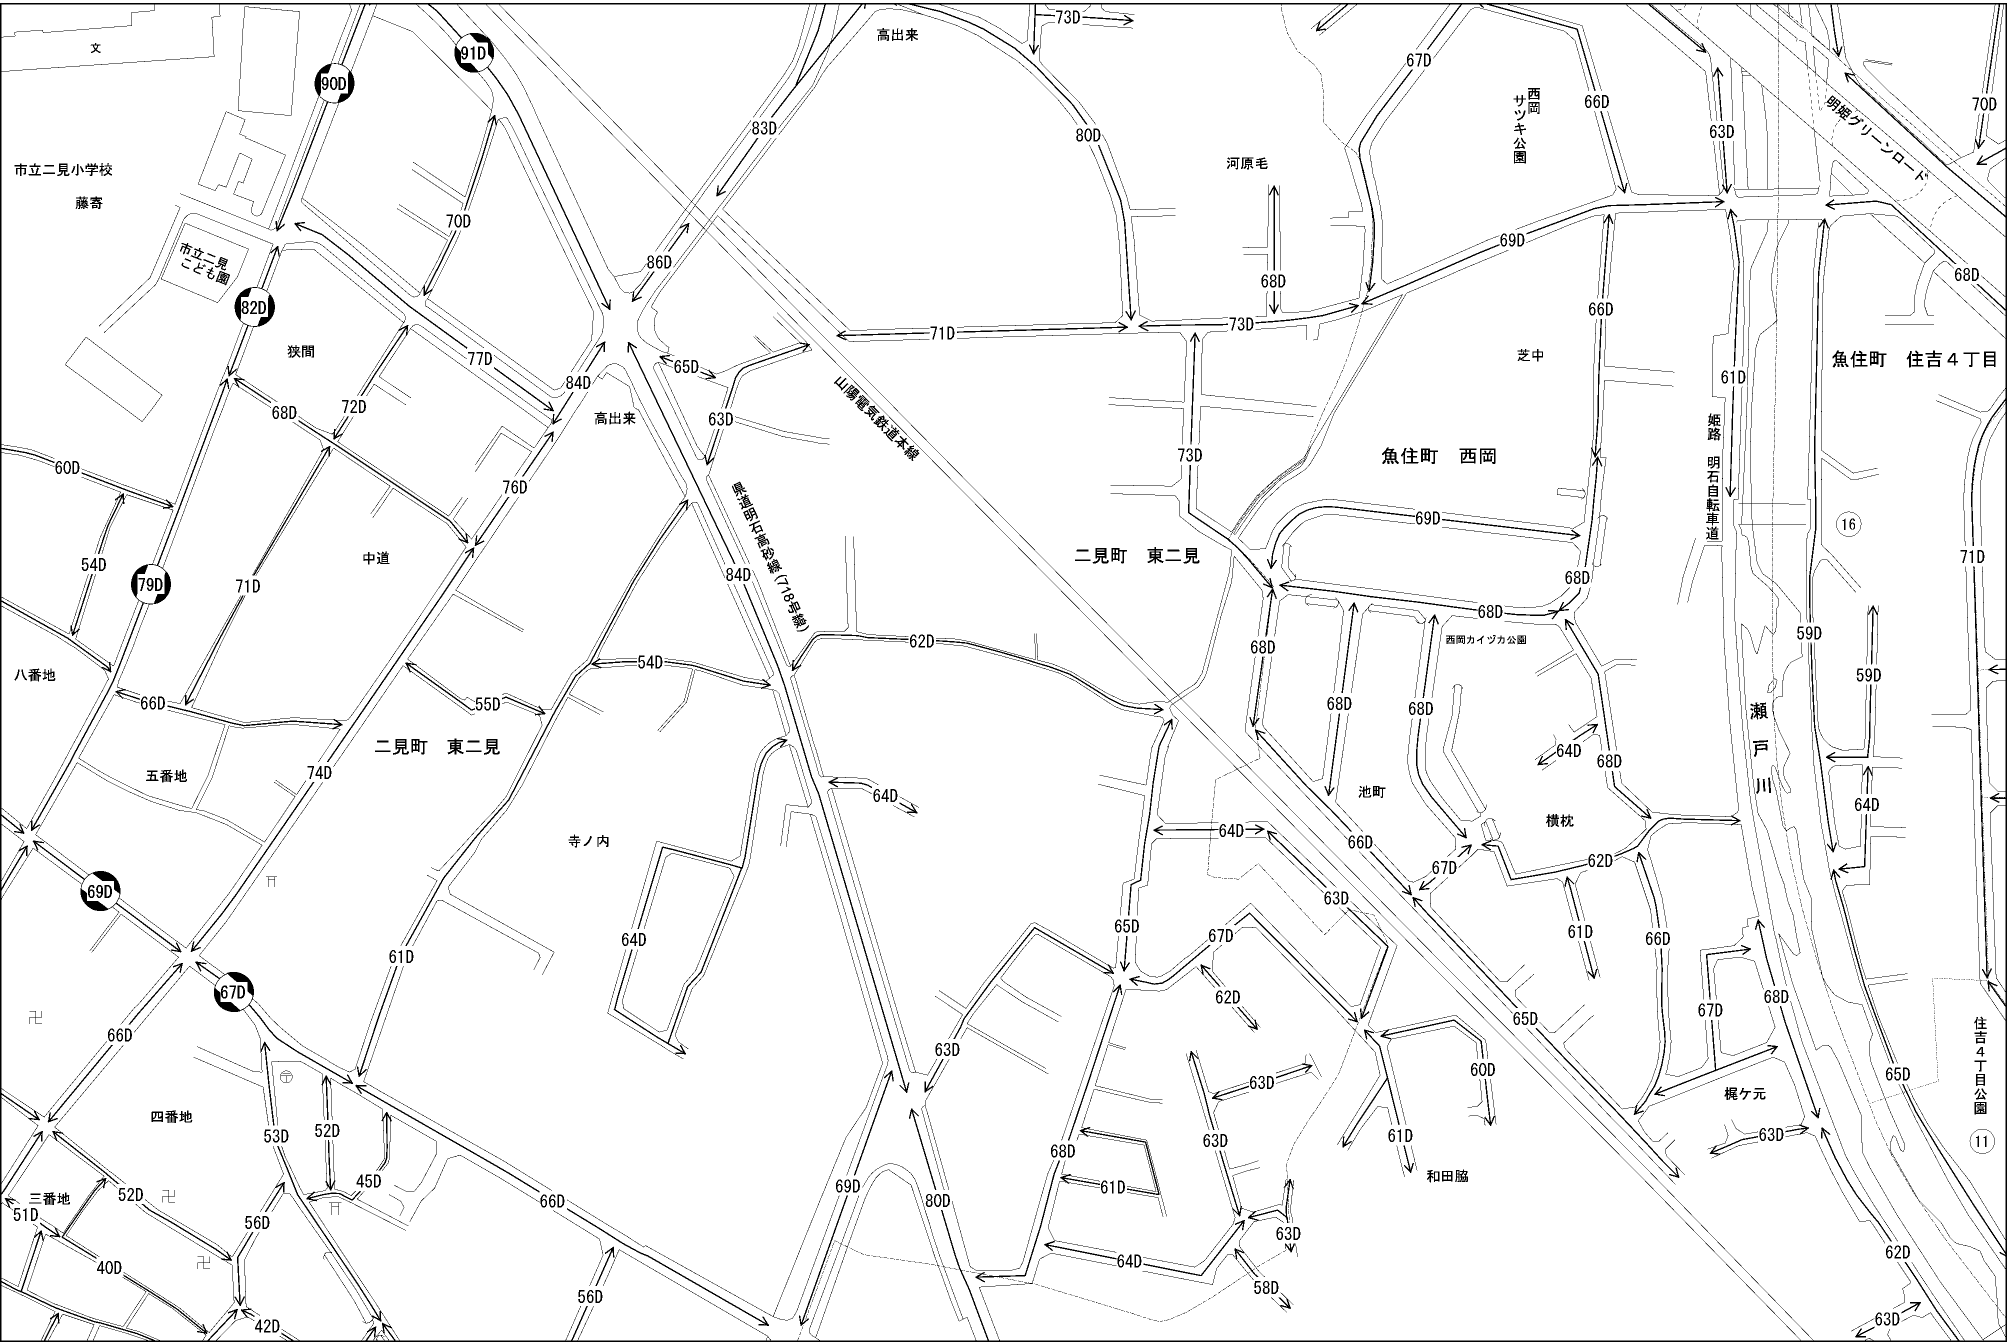 73D
高出来
文
91D
90D
67D
西岡
サツキ公園
66D
明姫グリーンロード
70D
83D
80D
63D
市立二見小学校
藤寄
河原毛
70D
市立二見
こども園
86D
69D
68D
68D
82D
66D
71D
73D
狭間
77D
65D
84D
芝中
魚住町 住吉4丁目
61D
山陽電気鉄道本線
72D
68D
高出来
63D
姫路 明石自転車道
73D
魚住町 西岡
60D
76D
県道明石高砂線(718号線)
69D
16
中道
二見町 東二見
54D
79D
71D
84D
68D
71D
68D
西岡カイヅカ公園
59D
62D
68D
54D
八番地
59D
66D
55D
68D
68D
瀬戸川
二見町 東二見
64D
68D
五番地
74D
64D
池町
64D
横枕
寺ノ内
64D
66D
62D
67D
69D
63D
64D
65D
67D
61D
66D
61D
67D
62D
68D
67D
65D
66D
63D
住吉4丁目公園
60D
65D
63D
四番地
梶ケ元
53D
52D
63D
61D
63D
11
68D
45D
和田脇
三番地
52D
51D
61D
69D
66D
80D
56D
63D
62D
40D
64D
58D
56D
42D
63D